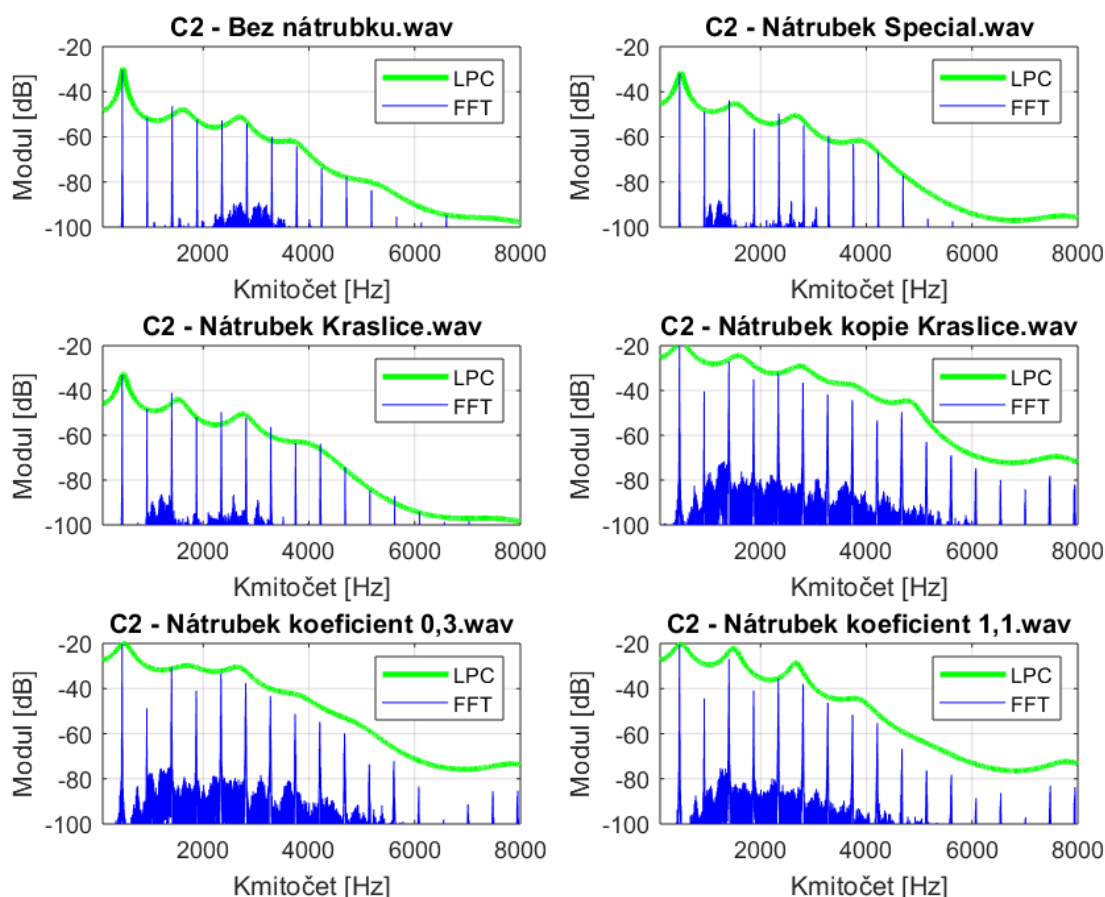 C2 - Bez nátrubku.wav
-20
-40
-60
-80
-100
Modul [dB]
LPC
FFT
2000 4000 6000 8000
Kmitočet [Hz]
C2 - Nátrubek Special.wav
-20
-40
-60
-80
-100
Modul [dB]
LPC
FFT
2000 4000 6000 8000
Kmitočet [Hz]
C2 - Nátrubek Kraslice.wav
-20
-40
-60
-80
-100
Modul [dB]
LPC
FFT
2000 4000 6000 8000
Kmitočet [Hz]
C2 - Nátrubek kopie Kraslice.wav
-20
-40
-60
-80
-100
Modul [dB]
LPC
FFT
2000 4000 6000 8000
Kmitočet [Hz]
C2 - Nátrubek koeficient 0,3.wav
-20
-40
-60
-80
-100
Modul [dB]
LPC
FFT
2000 4000 6000 8000
Kmitočet [Hz]
C2 - Nátrubek koeficient 1,1.wav
-20
-40
-60
-80
-100
Modul [dB]
LPC
FFT
2000 4000 6000 8000
Kmitočet [Hz]